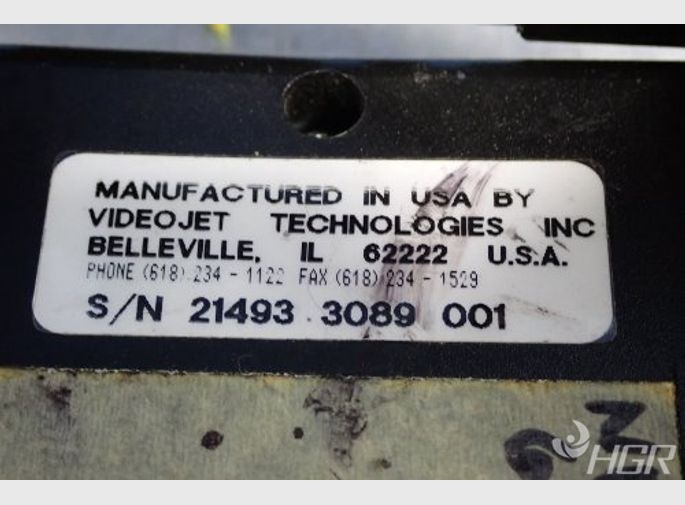 MANUFACTURED IN USA BY
VIDEOJET TECHNOLOGIES INC
BELLEVILLE, IL 62222 U.S.A.
PHONE (618) 234 - 1122 FAX (618) 234 - 1529
S/N 21493 3089 001
HGR